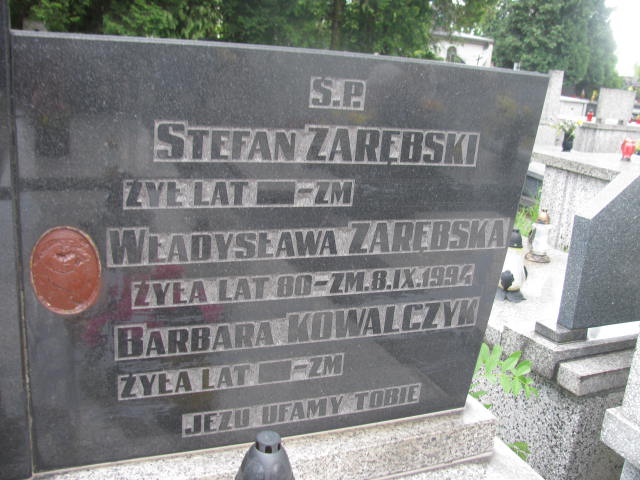 Ś.P.
STEFAN ZARĘBSKI
ŻYŁ LAT -ZM
WŁADYSŁAWA ZARĘBSKA
ŻYŁA LAT 80-ZM.8.IX.1994
BARBARA KOWALCZYK
ŻYŁA LAT -ZM
JEZU UFAMY TOBIE